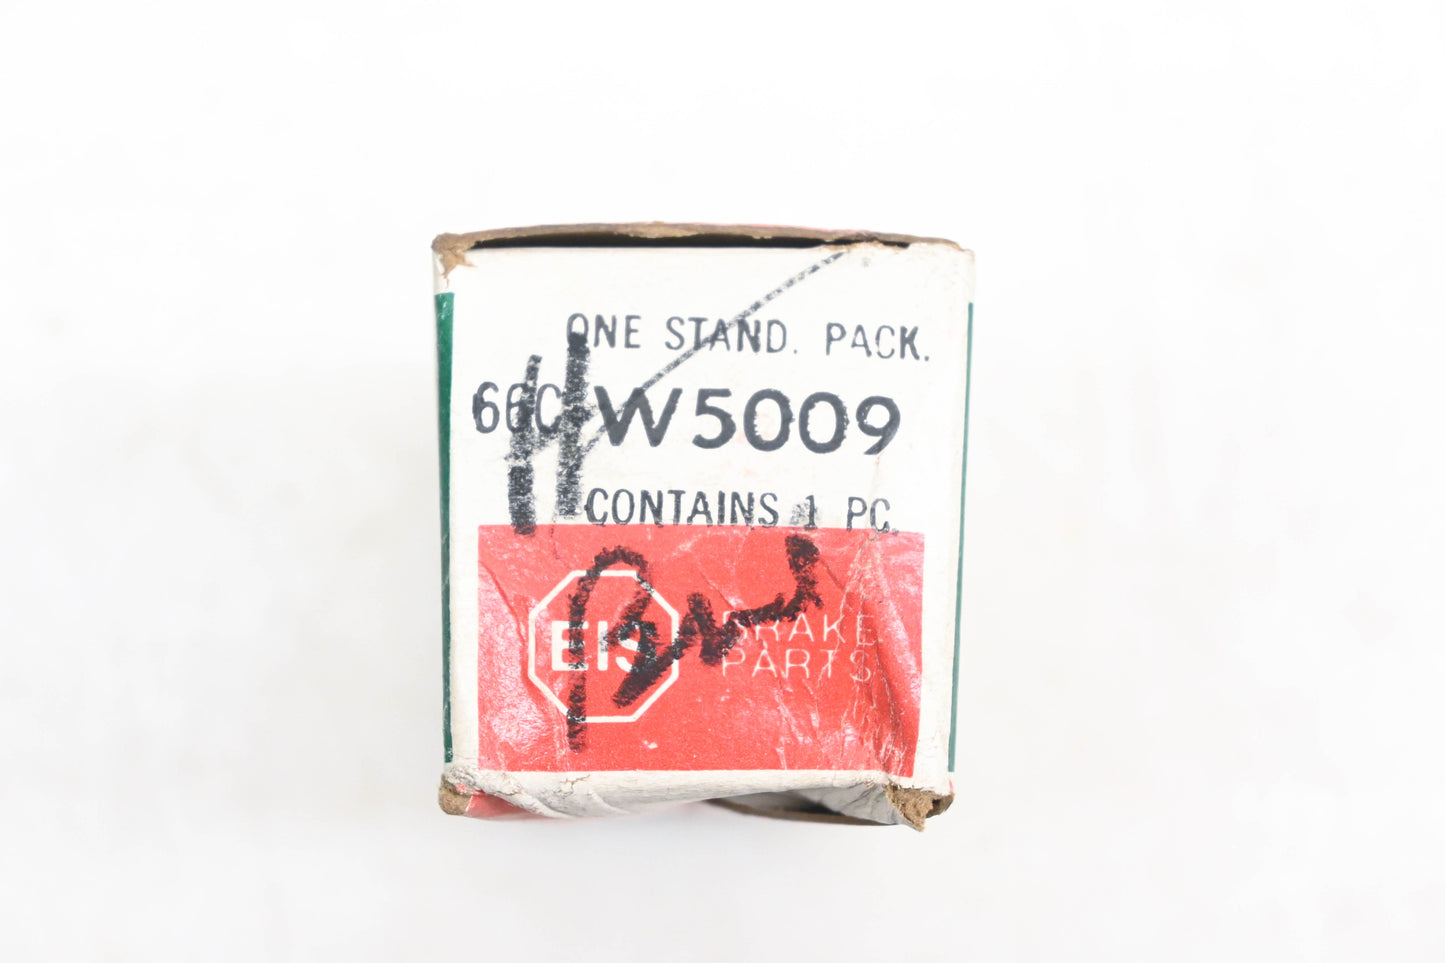 ONE STAND. PACK.
66C W5009
CONTAINS 1 PC.
EIS BRAKE
PARTS